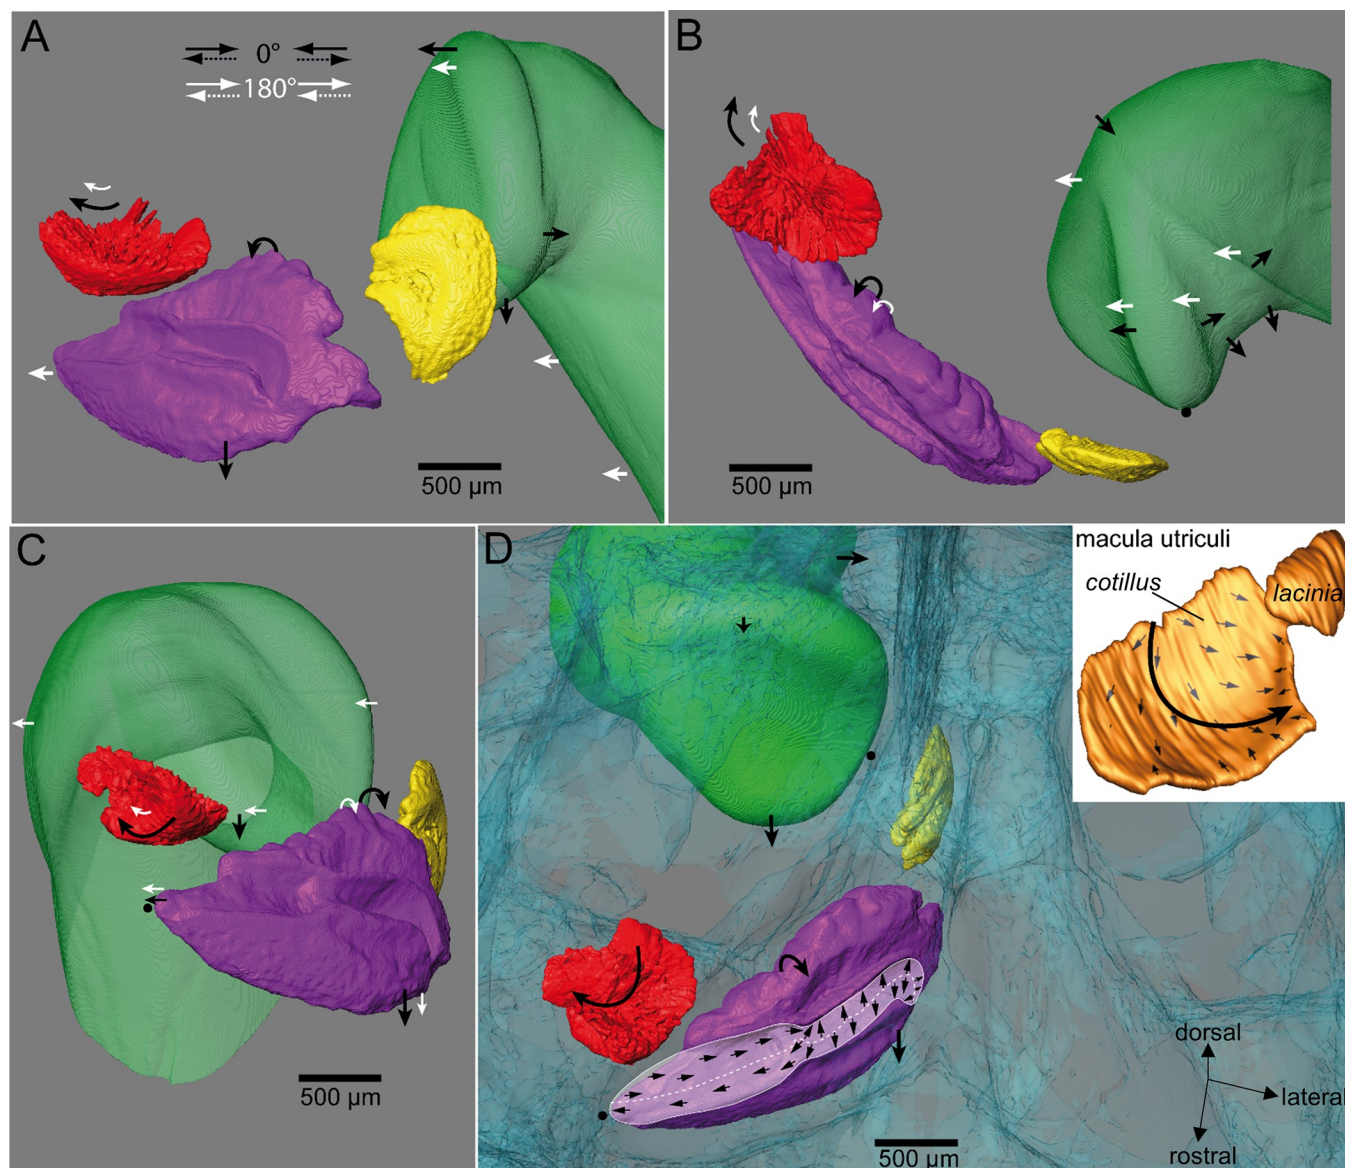 A
0°
180°
500 µm
B
500 µm
C
500 µm
D
macula utriculi
cotillus
lacinia
dorsal
lateral
rostral
500 µm